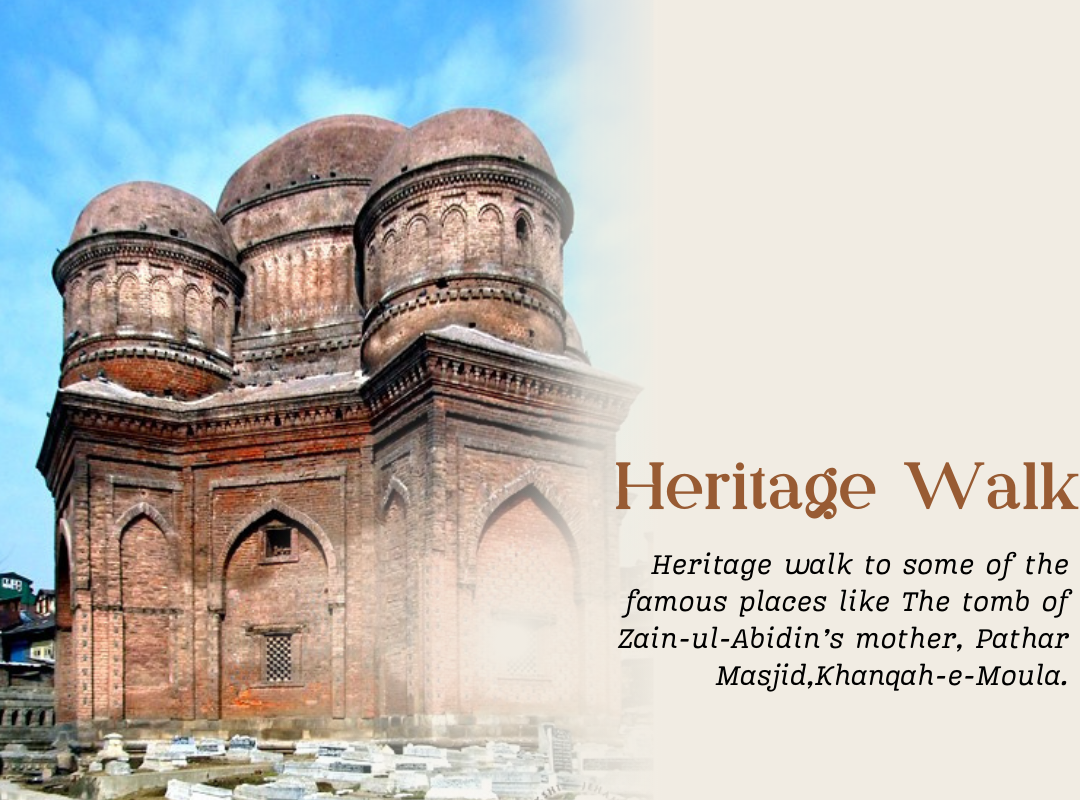 Heritage Walk
Heritage walk to some of the
famous places like The tomb of
Zain-ul-Abidin’s mother, Pathar
Masjid,Khanqah-e-Moula.